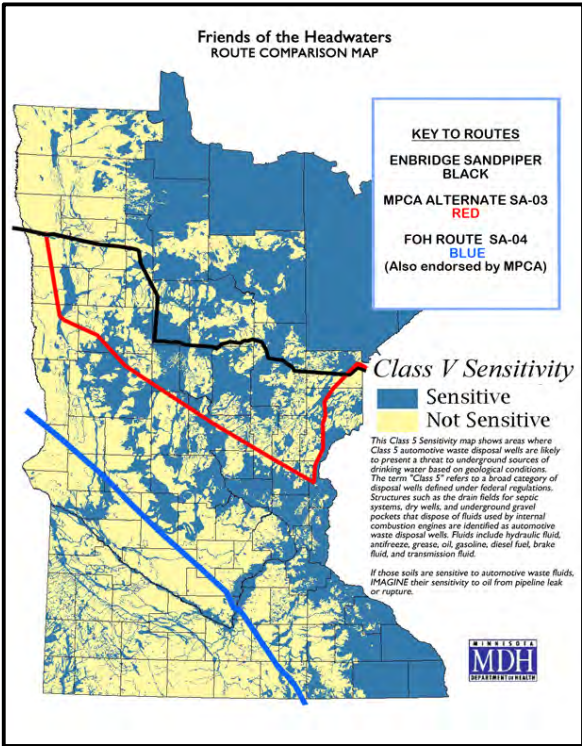 Friends of the Headwaters
ROUTE COMPARISON MAP
KEY TO ROUTES
ENBRIDGE SANDPIPER
BLACK
MPCA ALTERNATE SA-03
RED
FOH ROUTE SA-04
BLUE
(Also endorsed by MPCA)
Class V Sensitivity
Sensitive
Not Sensitive
This Class 5 Sensitivity map shows areas where
Class 5 automotive waste disposal wells are likely
to present a threat to underground sources of
drinking water based on geological conditions.
The term "Class 5" refers to a broad category of
disposal wells defined under federal regulations.
Structures such as the drain fields for septic
systems, dry wells, and underground gravel
pockets that dispose of fluids used by internal
combustion engines are identified as automotive
waste disposal wells. Fluids include hydraulic fluid,
antifreeze, grease, oil, gasoline, diesel fuel, brake
fluid, and transmission fluid.
If those soils are sensitive to automotive waste fluids,
IMAGINE their sensitivity to oil from pipeline leak
or rupture.
MINNESOTA
MDH
DEPARTMENT OF HEALTH